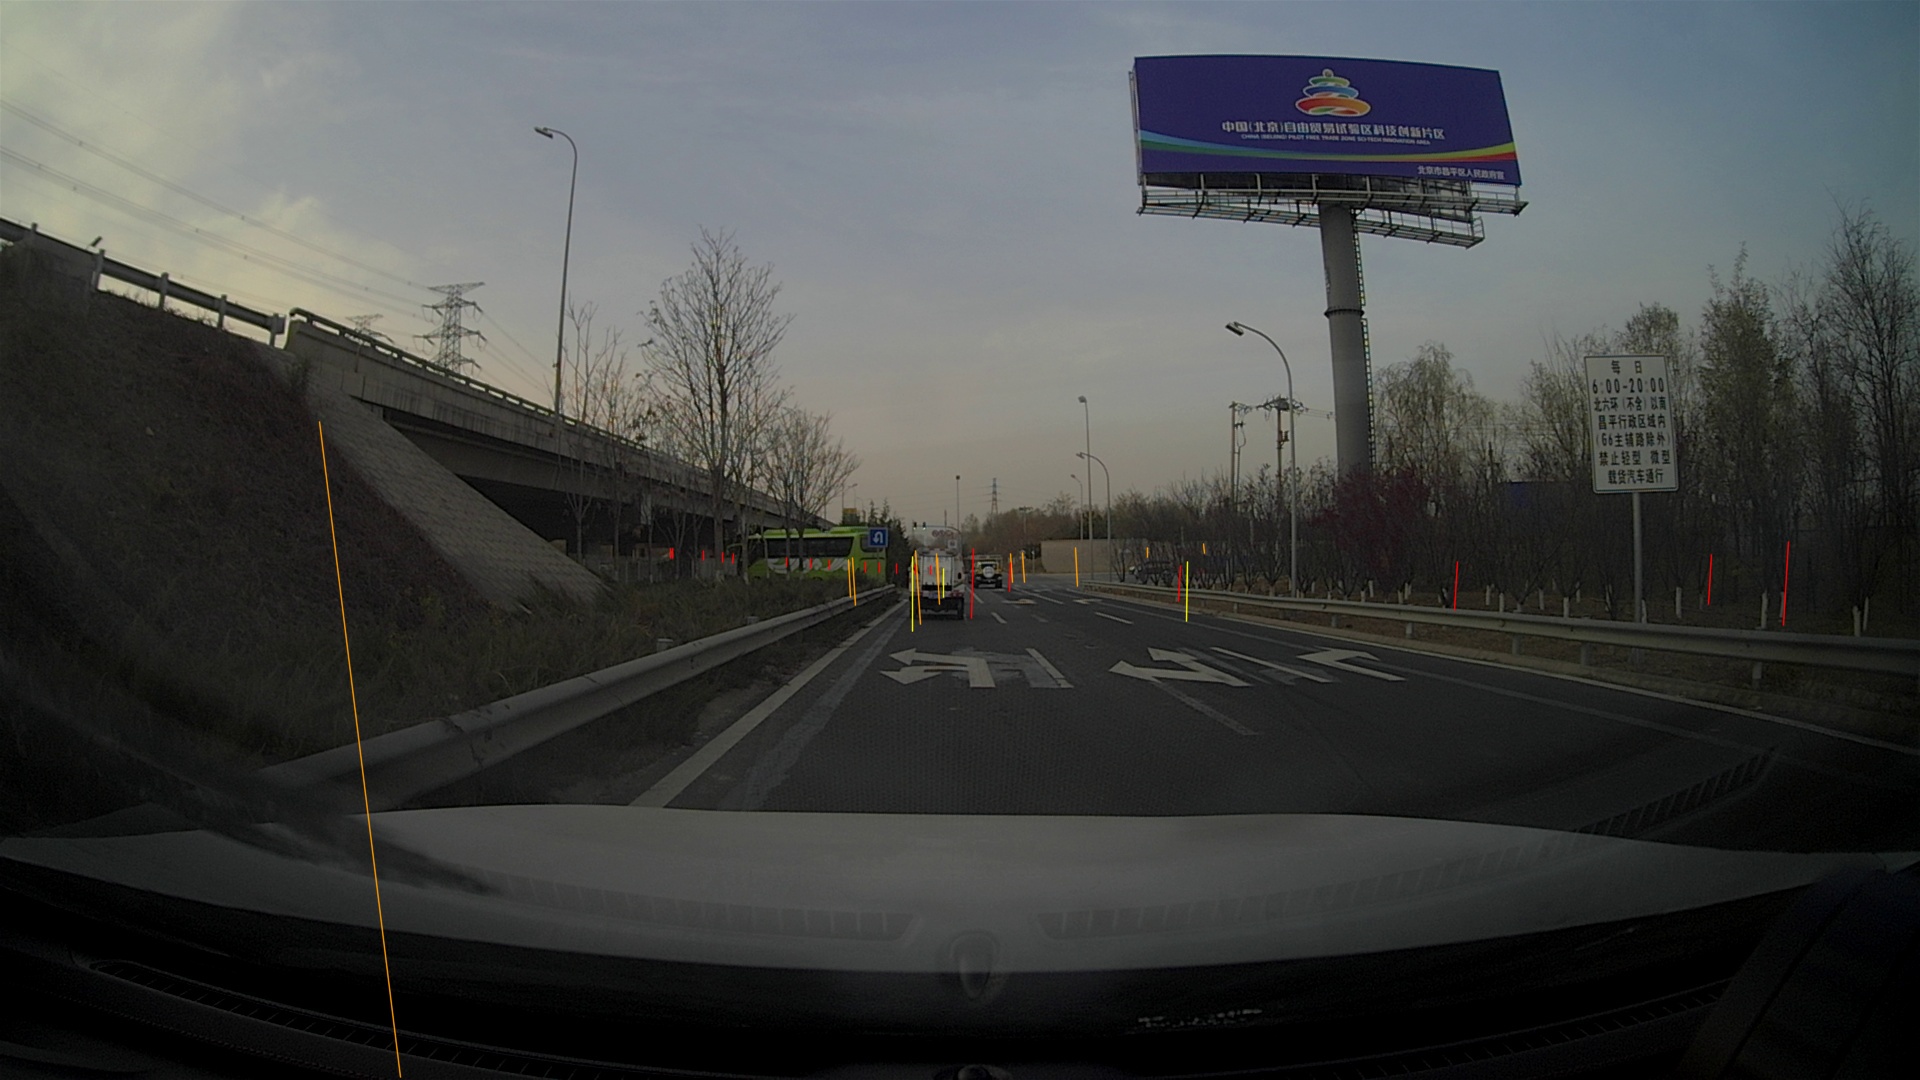 中国(北京)自由贸易试验区科技创新片区
CHINA (BEIJING) PILOT FREE TRADE ZONE SCI-TECH INNOVATION AREA
北京市昌平区人民政府宣
每 日
6:00-20:00
北六环(不含)以南
昌平行政区域内
(G6主辅路除外)
禁止轻型 微型
载货汽车通行